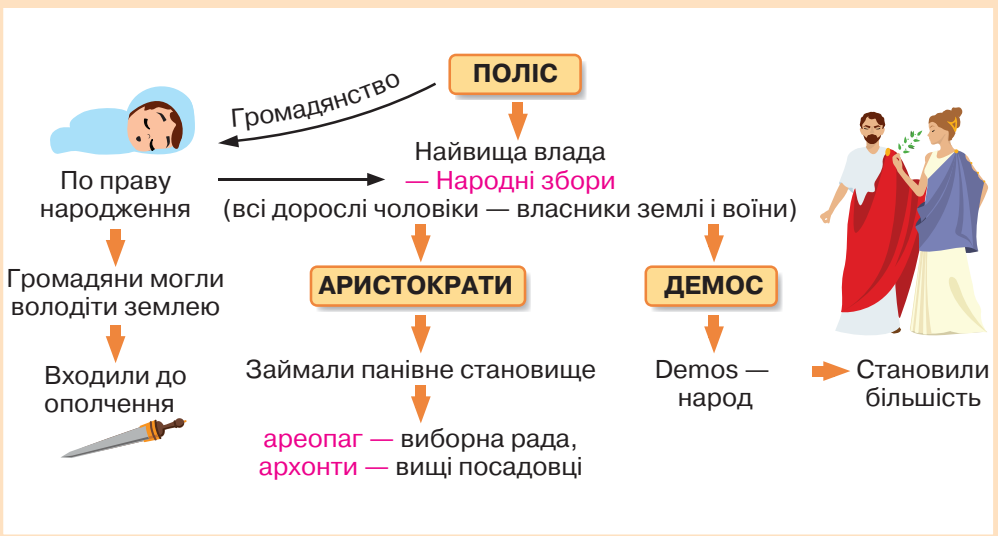 ПОЛІС
Громадянство
Найвища влада
— Народні збори
(всі дорослі чоловіки — власники землі і воїни)
По праву
народження
Громадяни могли
володіти землею
Входили до
ополчення
АРИСТОКРАТИ
Займали панівне становище
ареопаг — виборна рада,
архонти — вищі посадовці
ДЕМОС
Demos —
народ
Становили
більшість